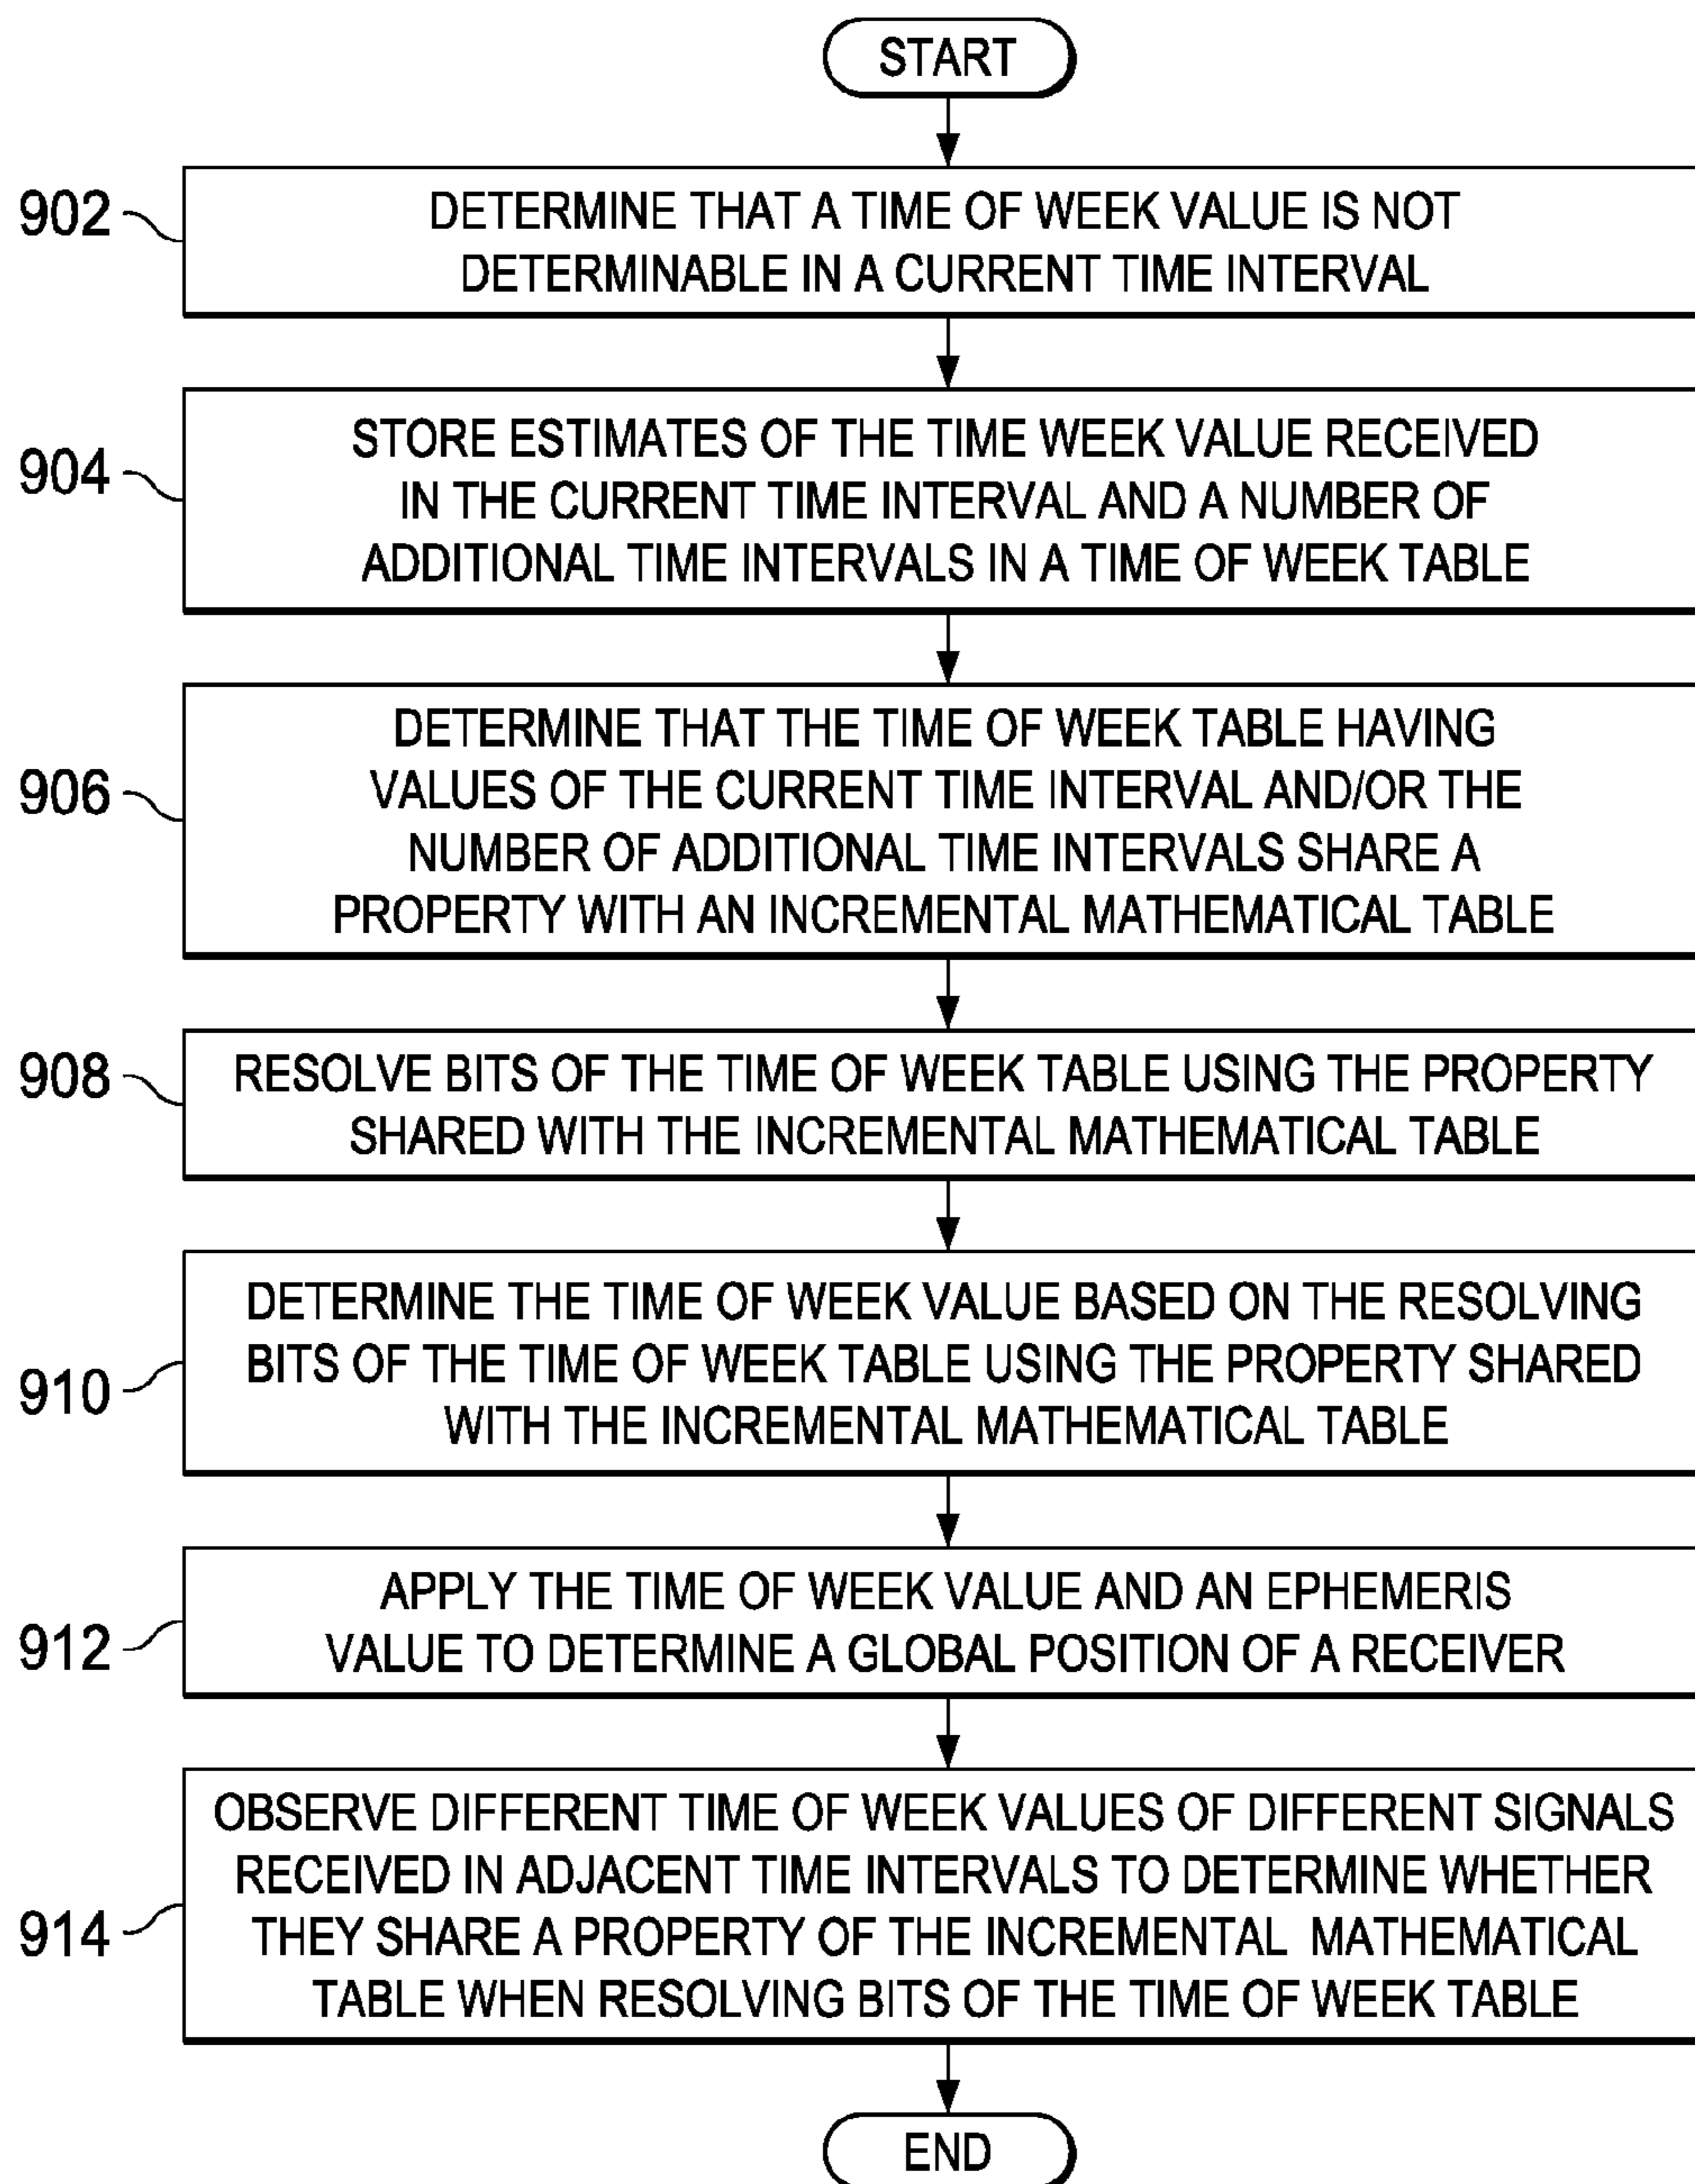 START
902
DETERMINE THAT A TIME OF WEEK VALUE IS NOT
DETERMINABLE IN A CURRENT TIME INTERVAL
904
STORE ESTIMATES OF THE TIME WEEK VALUE RECEIVED
IN THE CURRENT TIME INTERVAL AND A NUMBER OF
ADDITIONAL TIME INTERVALS IN A TIME OF WEEK TABLE
906
DETERMINE THAT THE TIME OF WEEK TABLE HAVING
VALUES OF THE CURRENT TIME INTERVAL AND/OR THE
NUMBER OF ADDITIONAL TIME INTERVALS SHARE A
PROPERTY WITH AN INCREMENTAL MATHEMATICAL TABLE
908
RESOLVE BITS OF THE TIME OF WEEK TABLE USING THE PROPERTY
SHARED WITH THE INCREMENTAL MATHEMATICAL TABLE
910
DETERMINE THE TIME OF WEEK VALUE BASED ON THE RESOLVING
BITS OF THE TIME OF WEEK TABLE USING THE PROPERTY SHARED
WITH THE INCREMENTAL MATHEMATICAL TABLE
912
APPLY THE TIME OF WEEK VALUE AND AN EPHEMERIS
VALUE TO DETERMINE A GLOBAL POSITION OF A RECEIVER
914
OBSERVE DIFFERENT TIME OF WEEK VALUES OF DIFFERENT SIGNALS
RECEIVED IN ADJACENT TIME INTERVALS TO DETERMINE WHETHER
THEY SHARE A PROPERTY OF THE INCREMENTAL MATHEMATICAL
TABLE WHEN RESOLVING BITS OF THE TIME OF WEEK TABLE
END